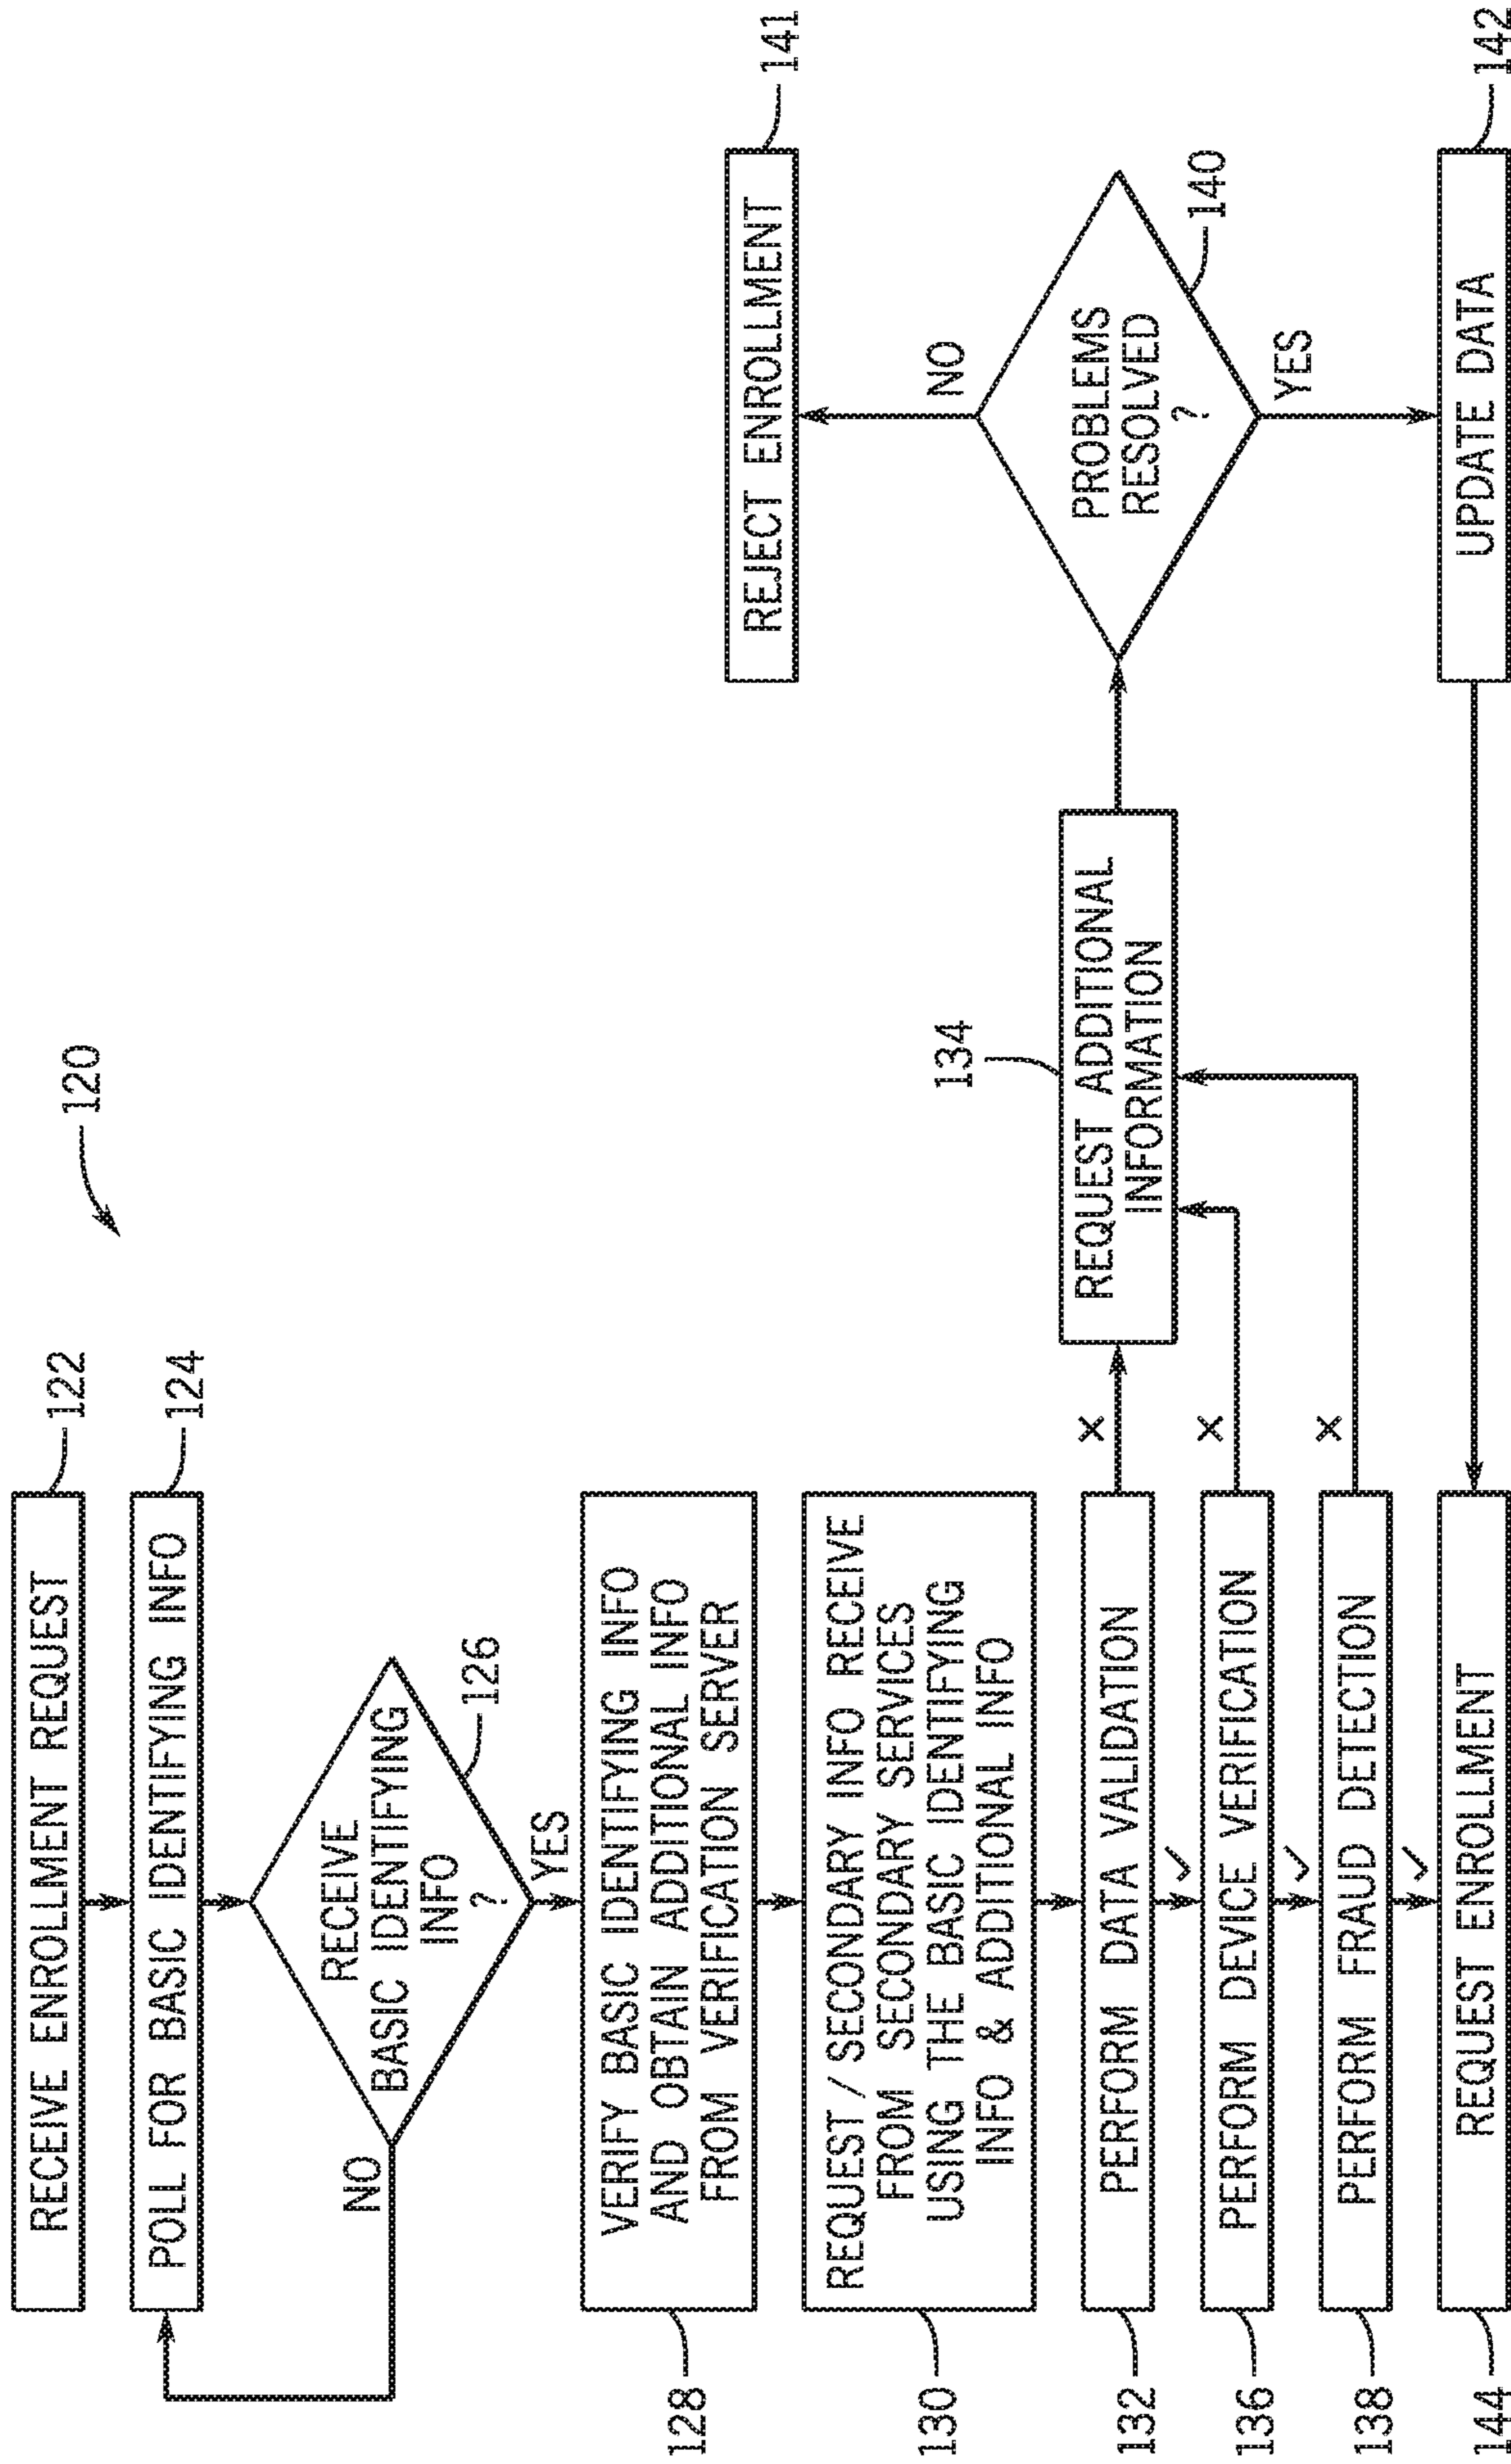 120
RECEIVE ENROLLMENT REQUEST
122
POLL FOR BASIC IDENTIFYING INFO
124
RECEIVE
BASIC IDENTIFYING
INFO
?
126
NO
YES
VERIFY BASIC IDENTIFYING INFO
AND OBTAIN ADDITIONAL INFO
FROM VERIFICATION SERVER
128
REQUEST / SECONDARY INFO RECEIVE
FROM SECONDARY SERVICES
USING THE BASIC IDENTIFYING
INFO & ADDITIONAL INFO
130
PERFORM DATA VALIDATION
132
×
✓
PERFORM DEVICE VERIFICATION
136
×
✓
PERFORM FRAUD DETECTION
138
×
✓
REQUEST ENROLLMENT
144
134
REQUEST ADDITIONAL
INFORMATION
PROBLEMS
RESOLVED
?
140
NO
YES
REJECT ENROLLMENT
141
UPDATE DATA
142